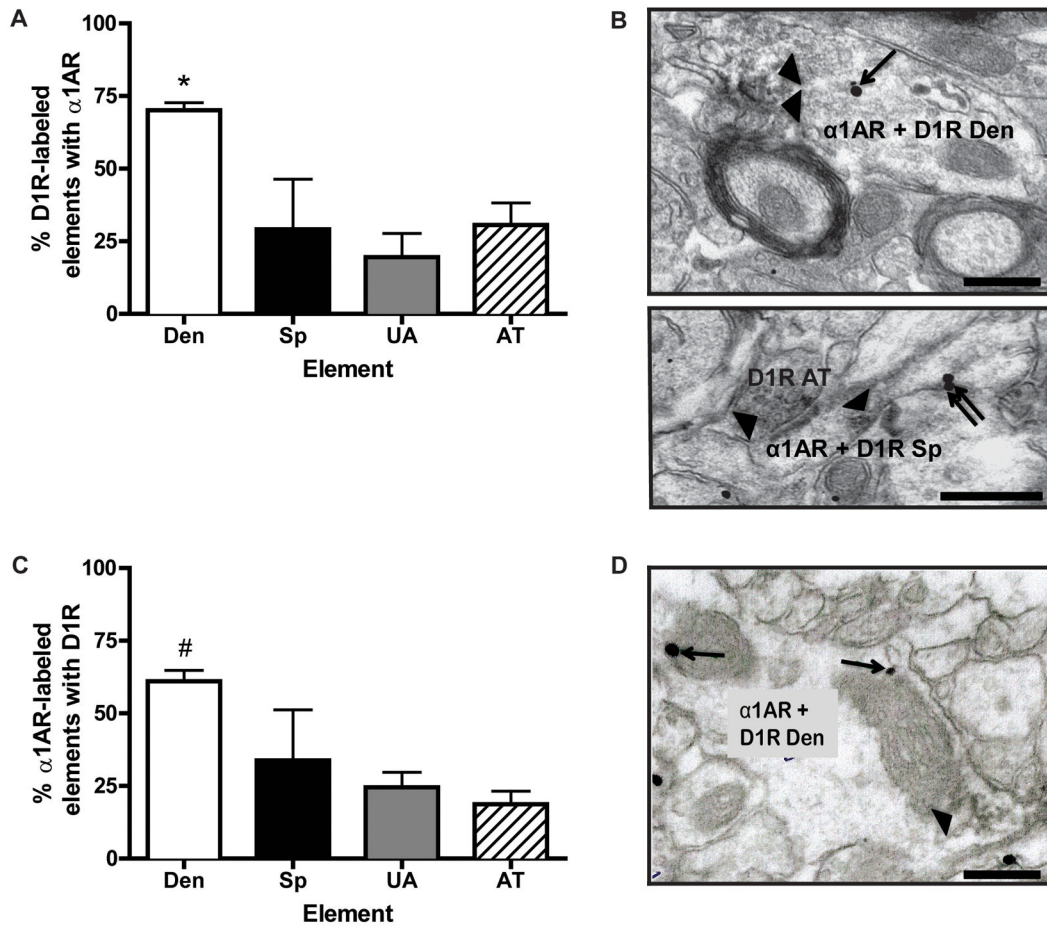 A
% D1R-labeled
elements with α1AR
100
75
50
25
0
*
Den
Sp
UA
AT
Element
B
α1AR + D1R Den
D1R AT
α1AR + D1R Sp
C
% α1AR-labeled
elements with D1R
100
75
50
25
0
#
Den
Sp
UA
AT
Element
D
α1AR +
D1R Den